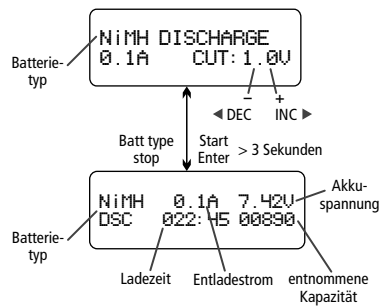 NiMH DISCHARGE
0.1A CUT:1.0V
Batterie-
typ
– +
◀ DEC INC ▶
Batt type
stop
Start
Enter
> 3 Sekunden
NiMH 0.1A 7.42V
DSC 022:45 00890
Akku-
spannung
Batterie-
typ
Ladezeit
Entladestrom
entnommene
Kapazität